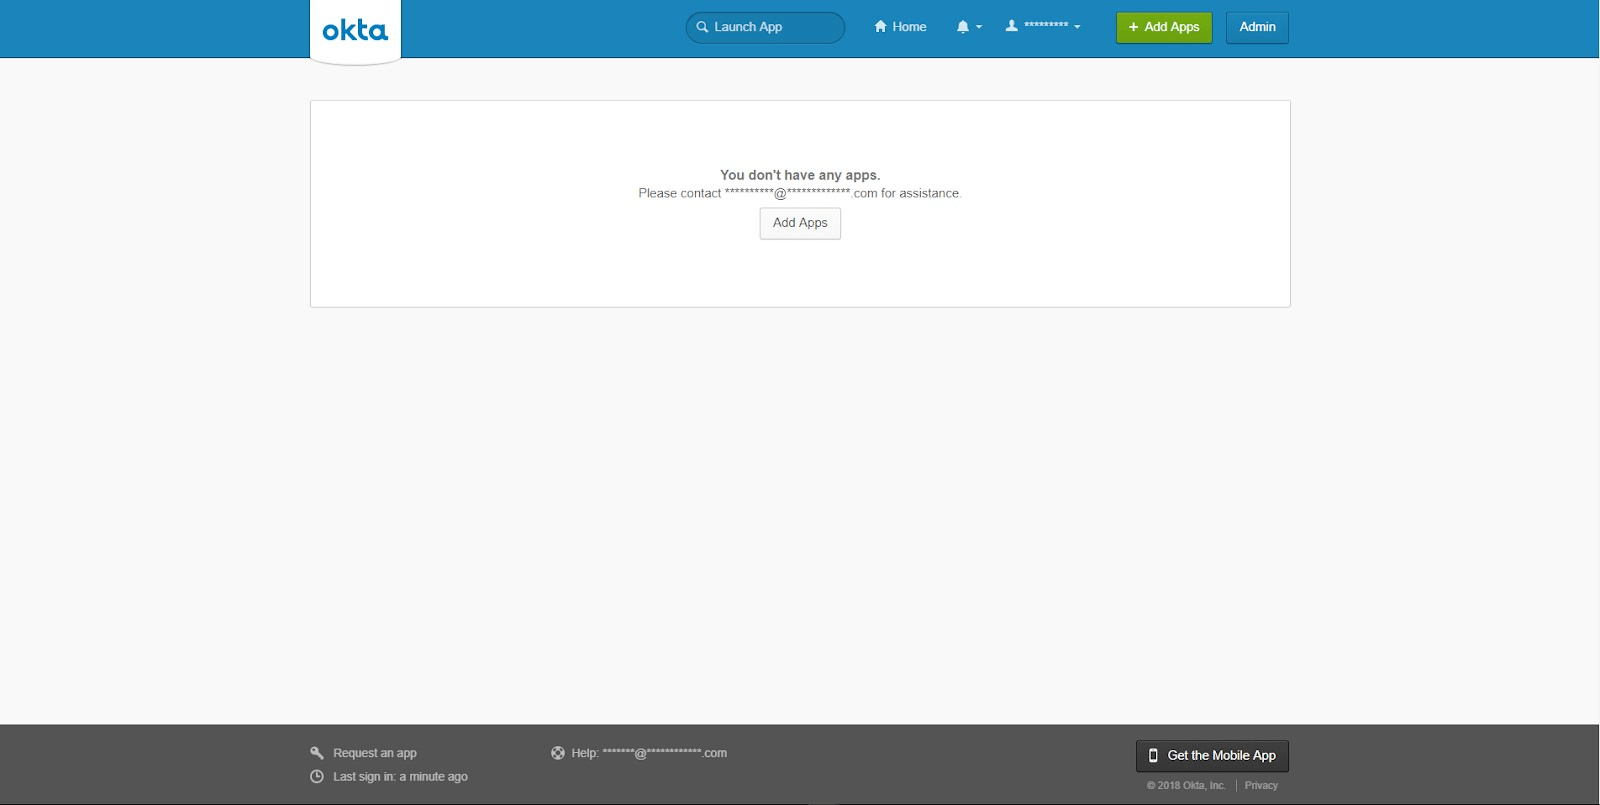 okta
Launch App
Home
*********
+ Add Apps
Admin
You don't have any apps.
Please contact **********@*************.com for assistance.
Add Apps
Request an app
Help: *******@************.com
Last sign in: a minute ago
Get the Mobile App
© 2018 Okta, Inc. | Privacy